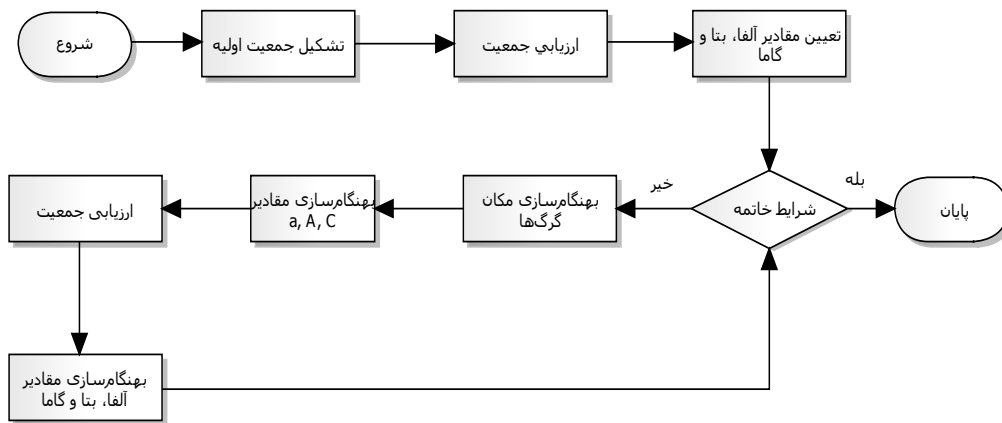 شروع
تشکیل جمعیت اولیه
ارزيابي جمعیت
تعیین مقادیر آلفا، بتا و
گاما
شرایط خاتمه
بله
پایان
خیر
بهنگام‌سازی مکان
گرگ‌ها
بهنگام‌سازی مقادیر
a, A, C
ارزیابی جمعیت
بهنگام‌سازی مقادیر
آلفا، بتا و گاما